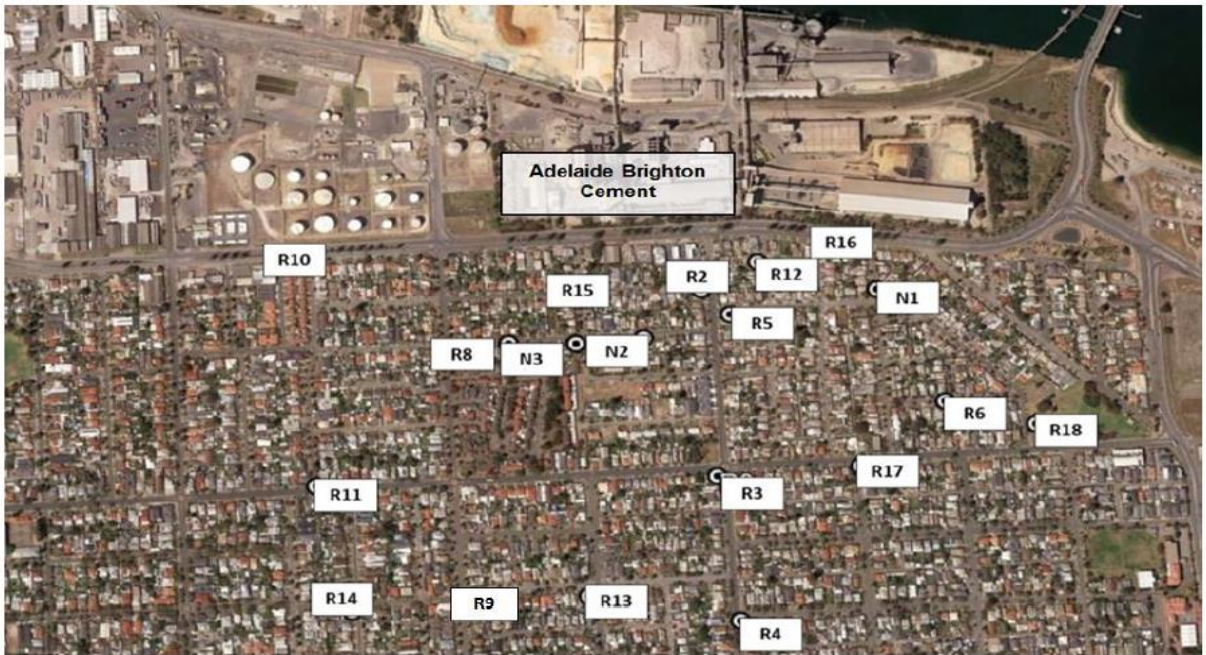 Adelaide Brighton
Cement
R16
R10
R2
R12
R15
N1
R5
R8
N3
N2
R6
R18
R17
R11
R3
R14
R9
R13
R4